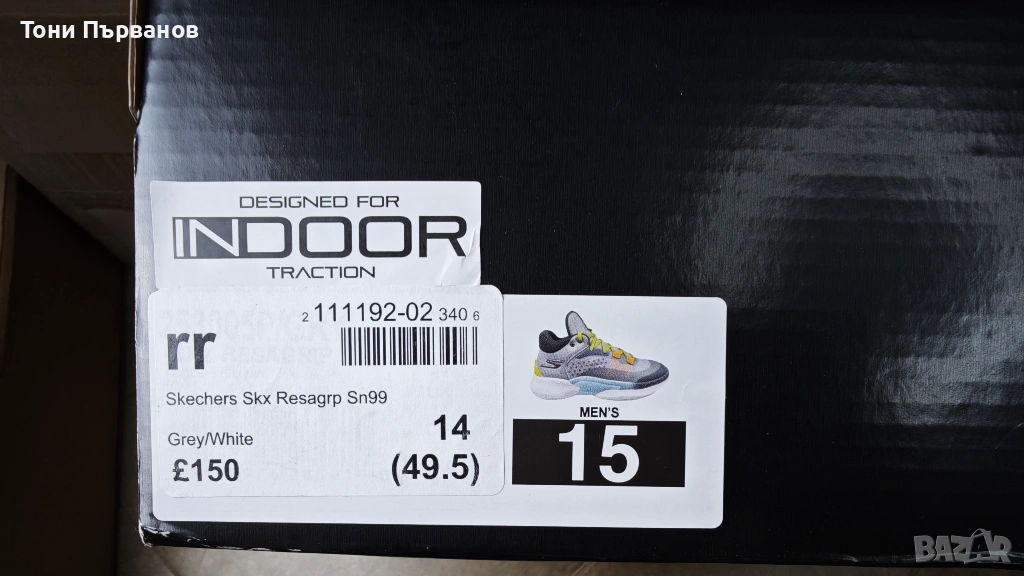 Тони Първанов
DESIGNED FOR
INDOOR
TRACTION
2 111192-02 340 6
rr
Skechers Skx Resagrp Sn99
Grey/White
14
£150
(49.5)
MEN'S
15
BAZAR